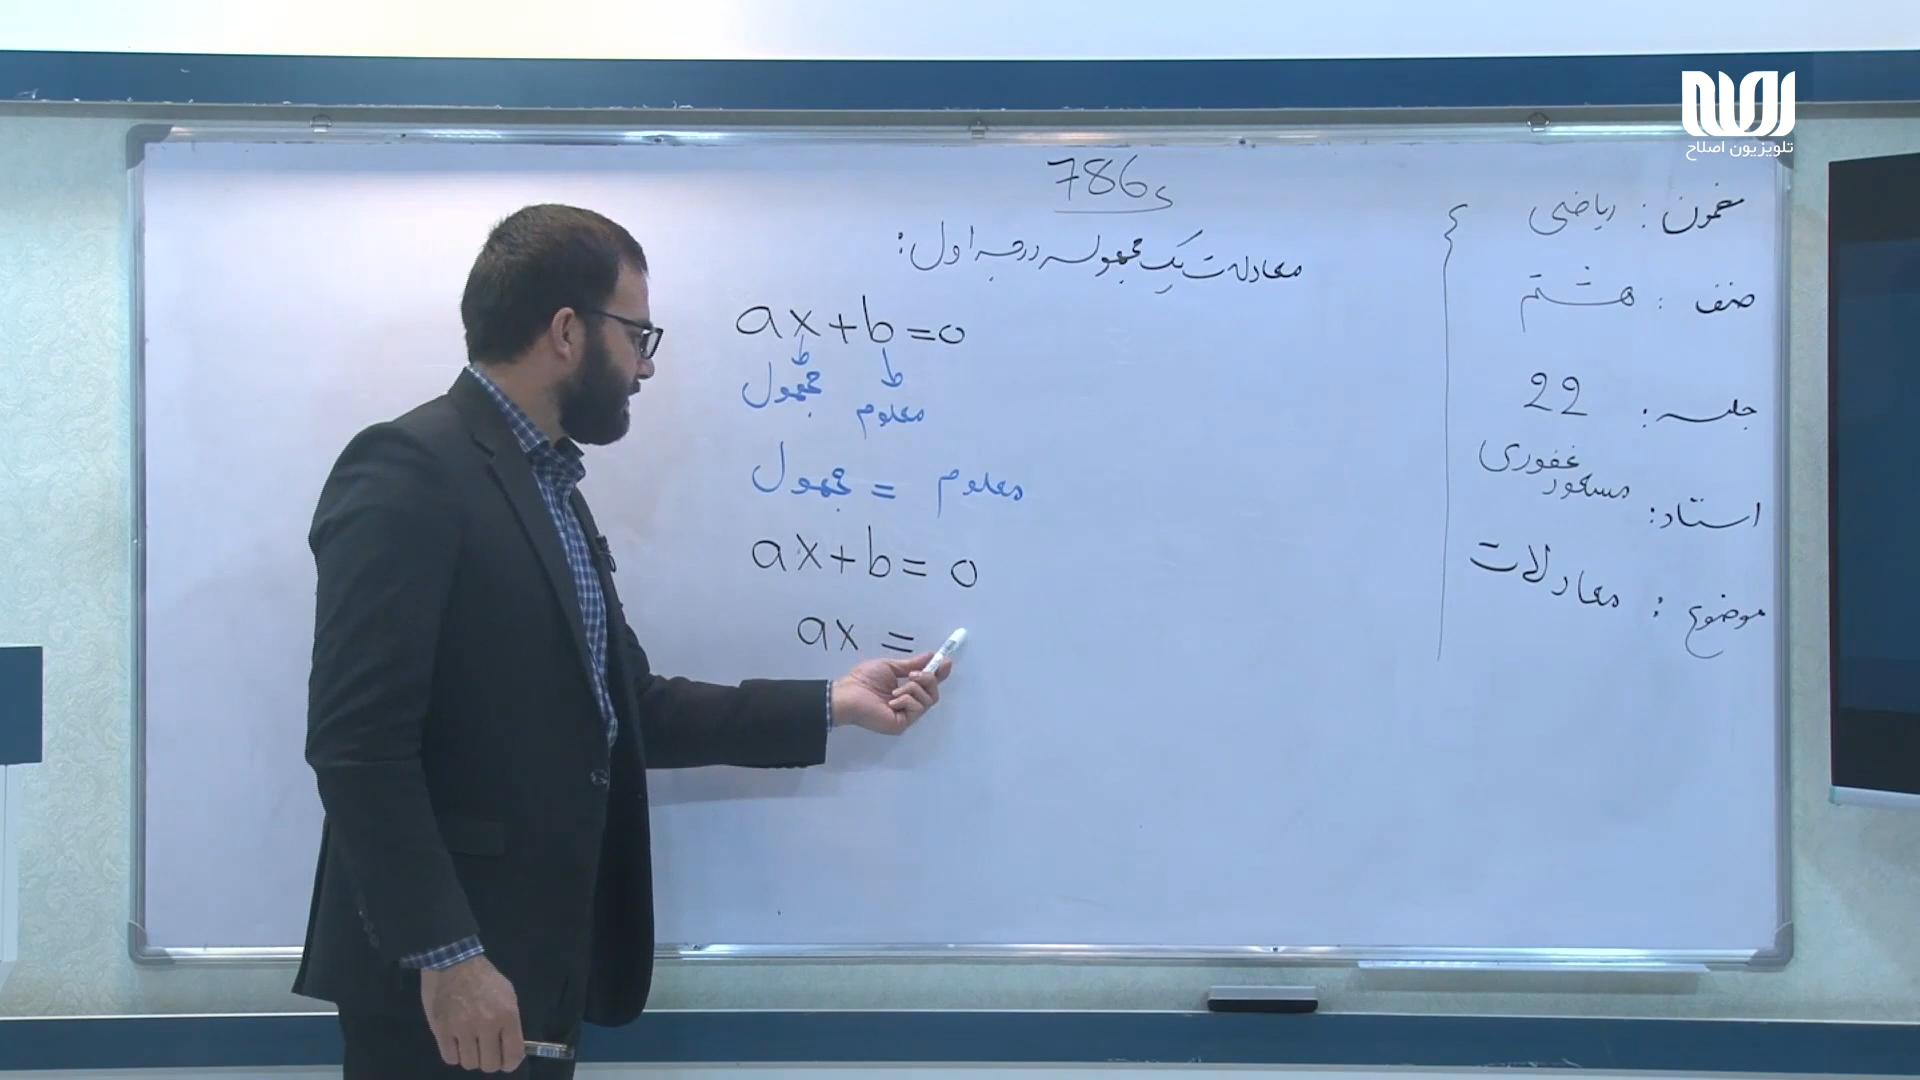 اصلاح
تلویزیون اصلاح
786
معادلات یک مجهوله درجه اول:
ax+b=0
مجهول معلوم
مجهول = معلوم
ax+b=0
ax =
مضمون: ریاضی
صنف: هشتم
جلسه: 22
استاد: مسعود غفوری
موضوع: معادلات